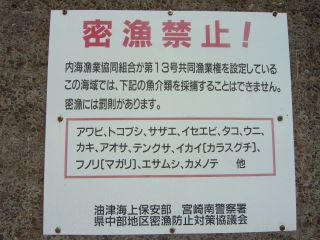 密漁禁止!
内海漁業協同組合が第13号共同漁業権を設定している
この海域では、下記の魚介類を採捕することはできません。
密漁には罰則があります。
アワビ、トコブシ、サザエ、イセエビ、タコ、ウニ、
カキ、アオサ、テングサ、イカイ[カラスグチ]、
フノリ[マガリ]、エサムシ、カメノテ　他
油津海上保安部　宮崎南警察署
県中部地区密漁防止対策協議会